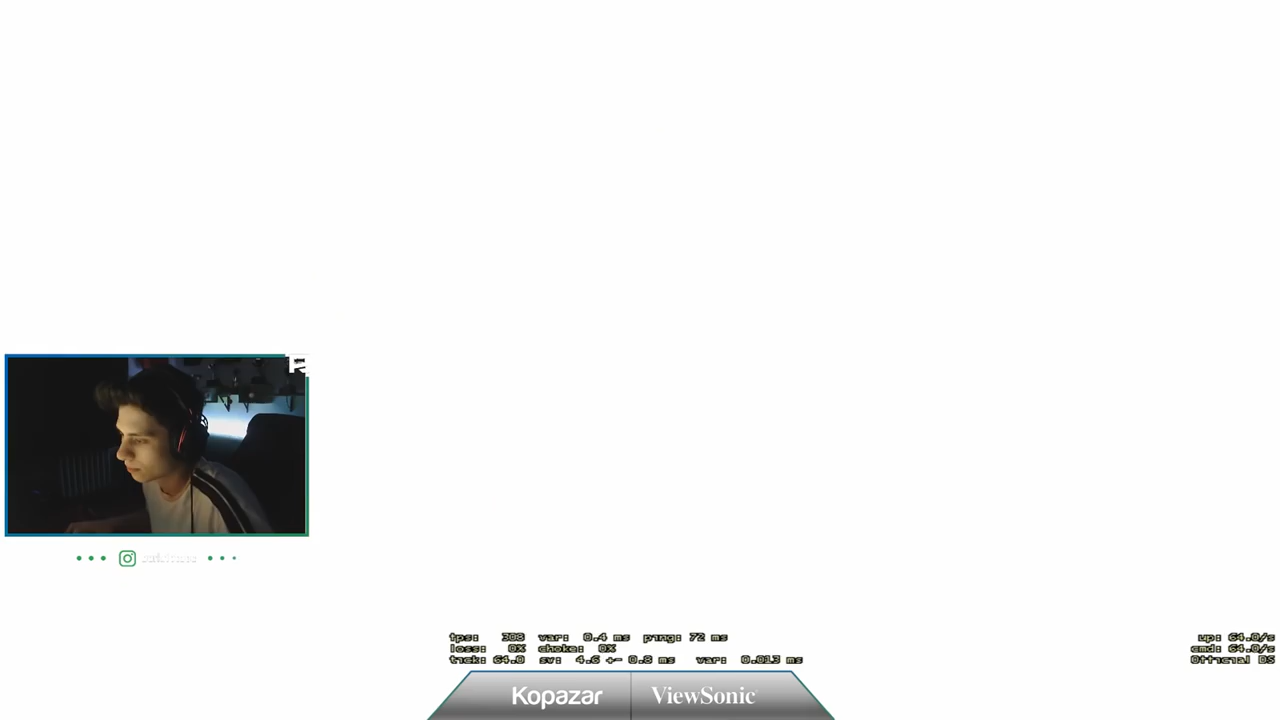 fps: 308 var: 0.4 ms ping: 72 ms
loss: 0% choke: 0%
tick: 64.0 sv: 4.6 +- 0.8 ms var: 0.013 ms
up: 64.0/s
cmd: 64.0/s
Official DS
Kopazar
ViewSonic